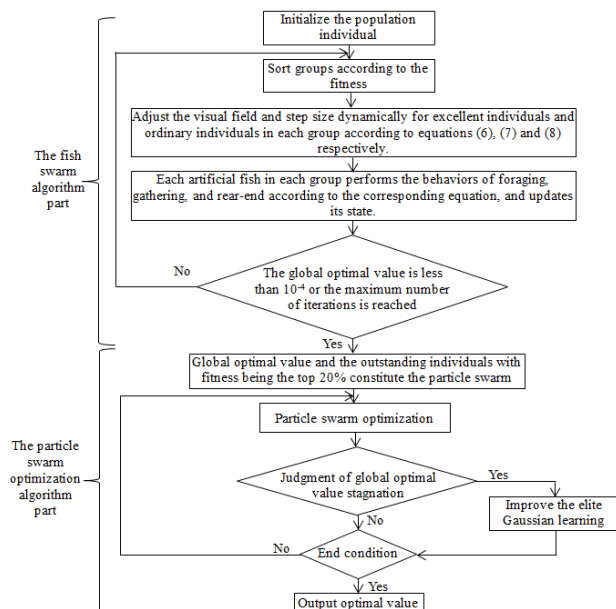 Initialize the population
individual
Sort groups according to the
fitness
Adjust the visual field and step size dynamically for excellent individuals and
ordinary individuals in each group according to equations (6), (7) and (8)
respectively.
The fish
swarm
algorithm
part
Each artificial fish in each group performs the behaviors of foraging,
gathering, and rear-end according to the corresponding equation, and updates
its state.
No
The global optimal value is less
than 10⁻⁴ or the maximum number
of iterations is reached
Yes
Global optimal value and the outstanding individuals with
fitness being the top 20% constitute the particle swarm
Particle swarm optimization
The particle
swarm
optimization
algorithm
part
Judgment of global optimal
value stagnation
Yes
Improve the elite
Gaussian learning
No
No
End condition
Yes
Output optimal value